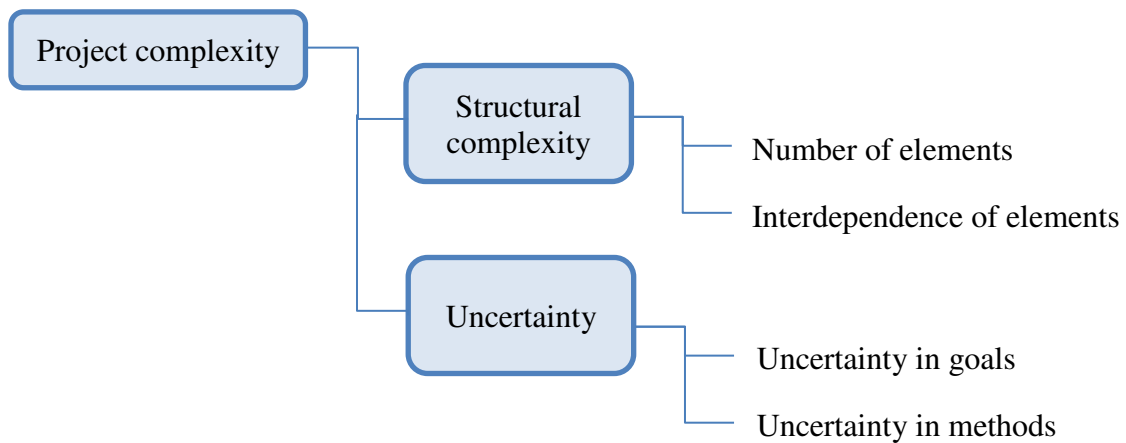 Project complexity
Structural
complexity
Number of elements
Interdependence of elements
Uncertainty
Uncertainty in goals
Uncertainty in methods